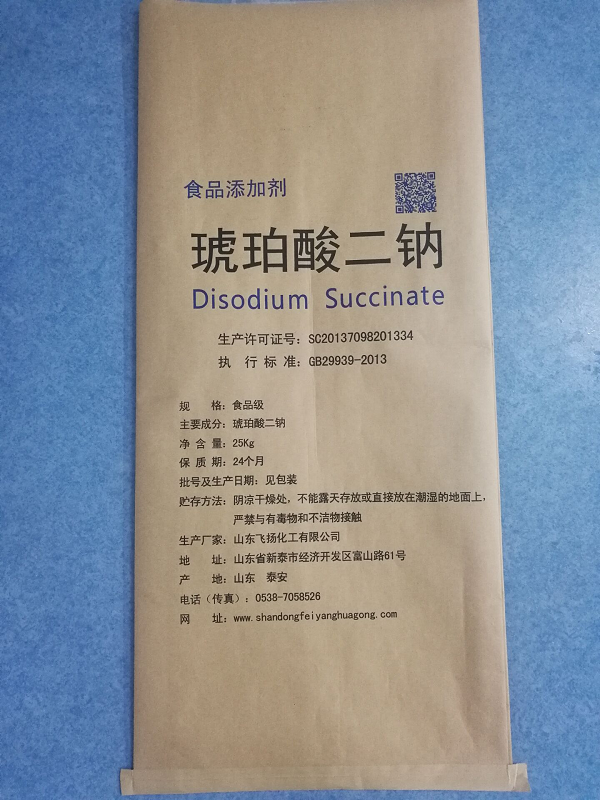 食品添加剂
琥珀酸二钠
Disodium Succinate
生产许可证号：SC20137098201334
执 行 标 准：GB29939-2013
规 格：食品级
主要成分：琥珀酸二钠
净 含 量：25Kg
保 质 期：24个月
批号及生产日期：见包装
贮存方法：阴凉干燥处，不能露天存放或直接放在潮湿的地面上，
严禁与有毒物和不洁物接触
生产厂家：山东飞扬化工有限公司
地 址：山东省新泰市经济开发区富山路61号
产 地：山东 泰安
电话（传真）：0538-7058526
网 址：www.shandongfeiyanghuagong.com